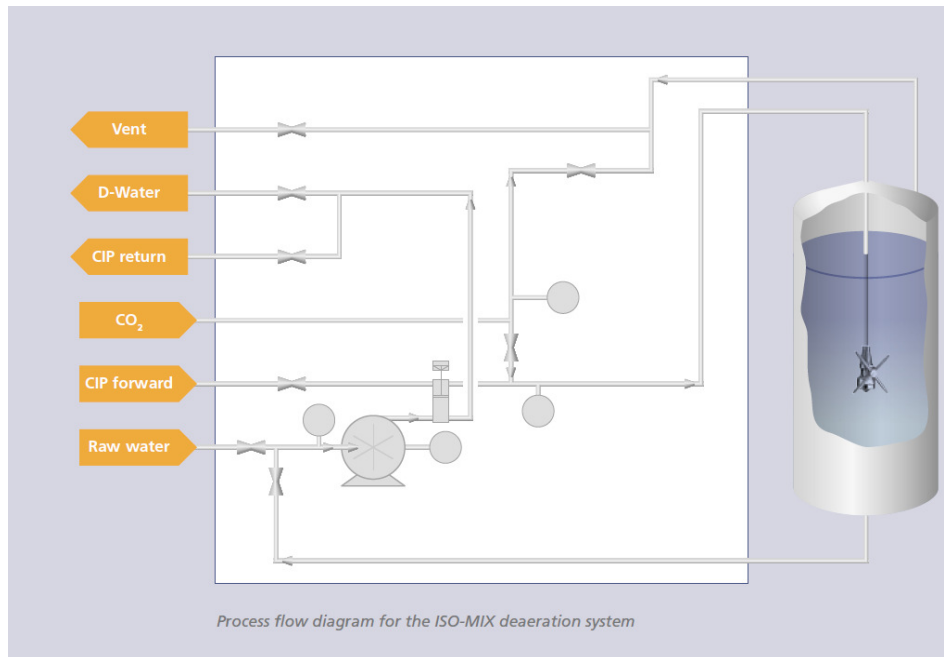 Vent
D-Water
CIP return
CO₂
CIP forward
Raw water
Process flow diagram for the ISO-MIX deaeration system